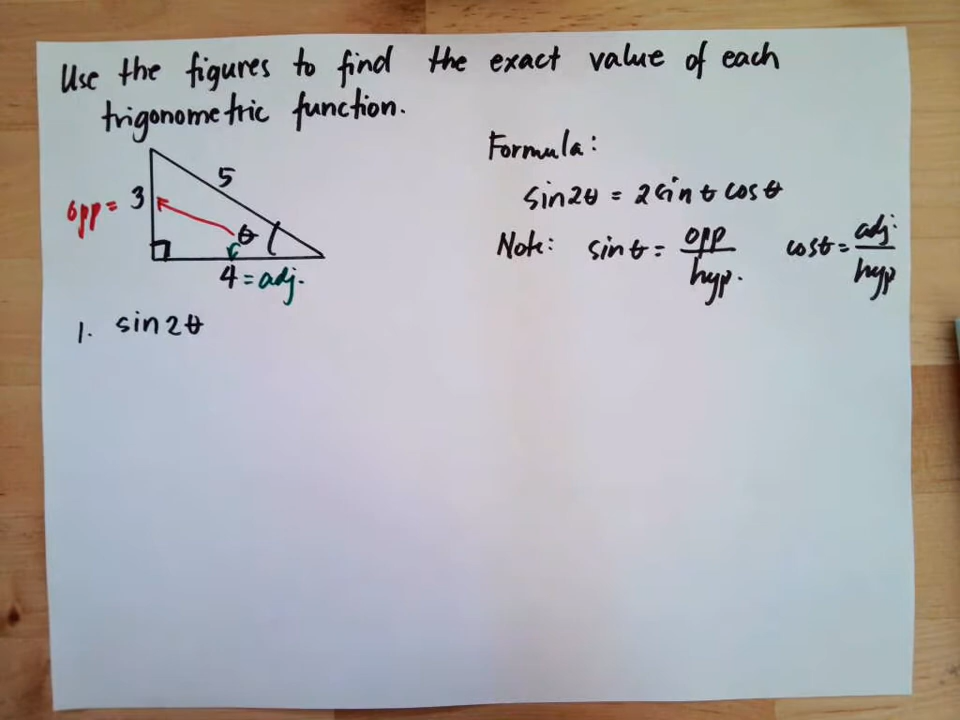 Use the figures to find the exact value of each
trigonometric function.
5
opp = 3
θ
4 = adj.
1. sin2θ
Formula:
sin2θ = 2sinθ cosθ
Note: sinθ = opp/hyp. cosθ = adj./hyp